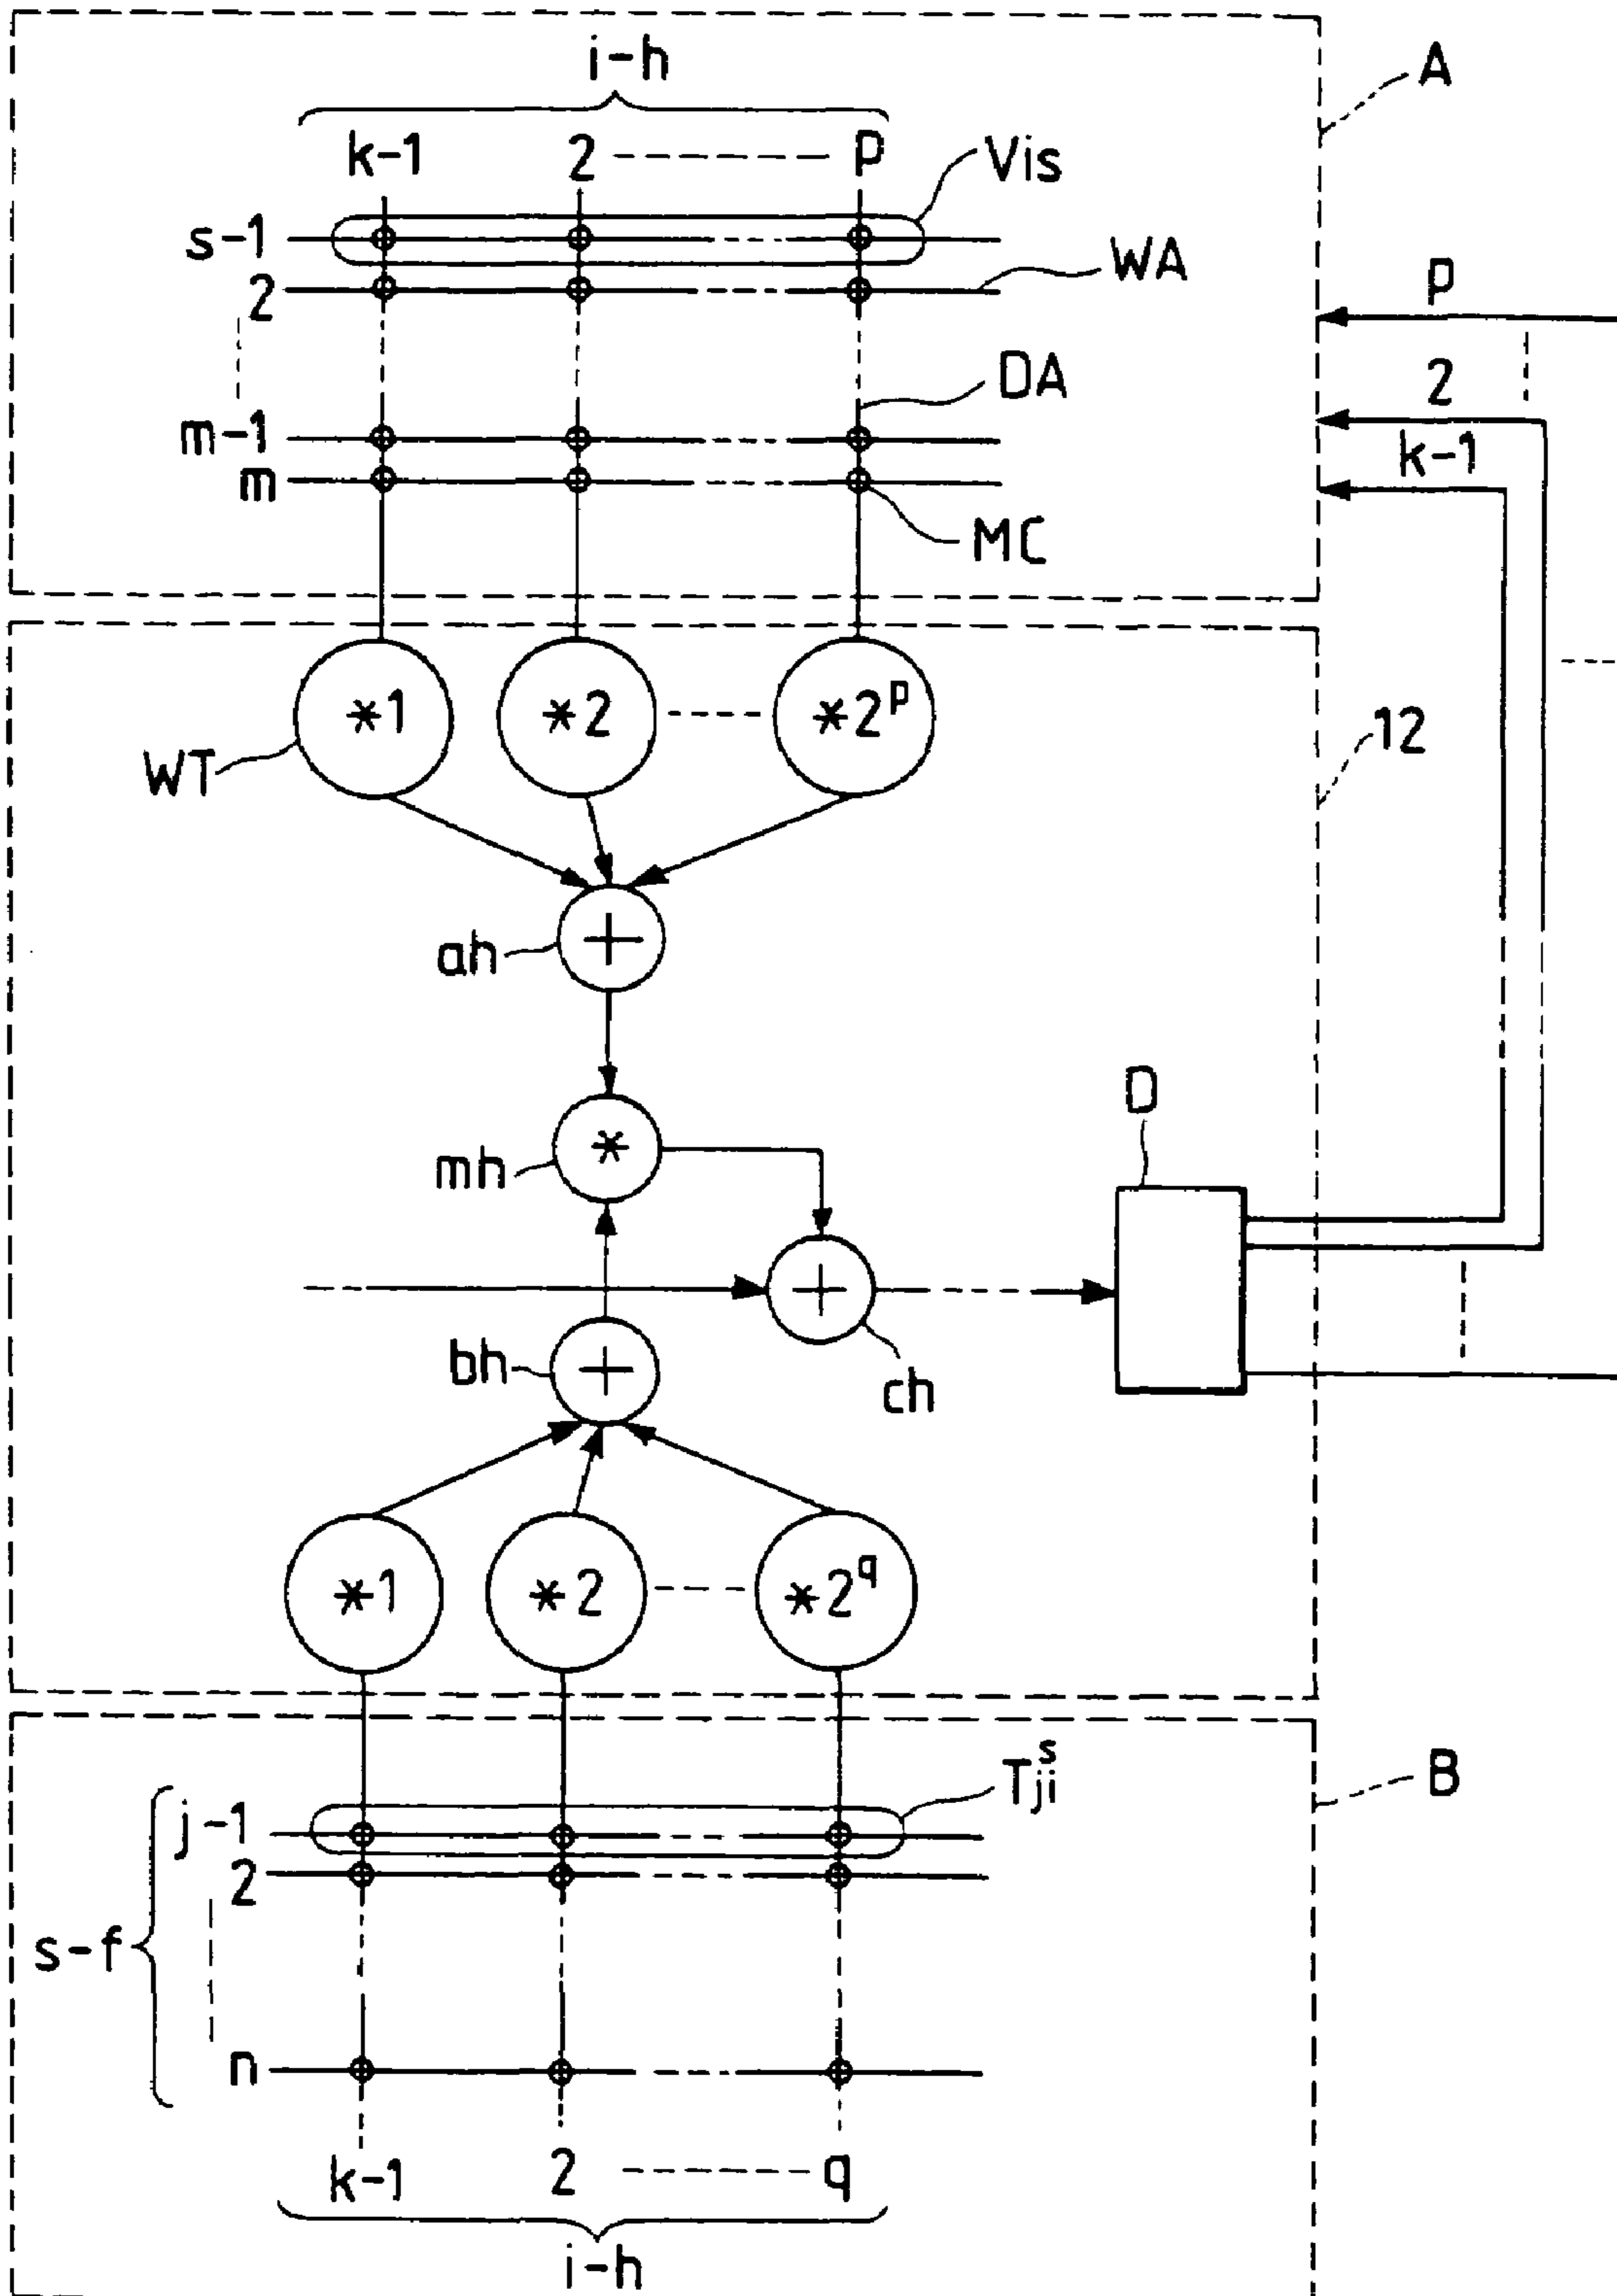 i-h
A
k-1 2 p
Vis
s-1
WA
2
p
DA
2
m-1
k-1
m
MC
*1 *2 *2^p
WT
12
ah
+
D
mh
*
+
bh
+
ch
*1 *2 *2^q
Tji^s
B
j-1
2
s-f
n
k-1 2 q
i-h